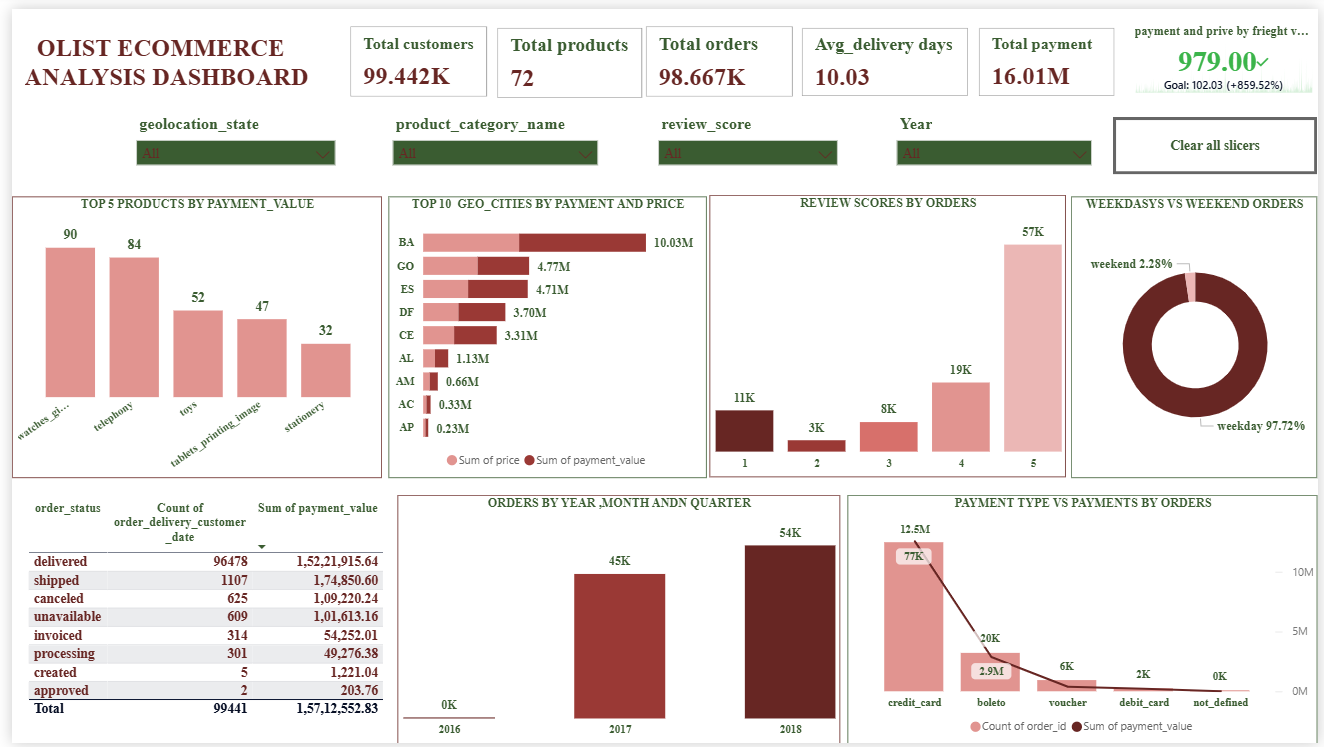 OLIST ECOMMERCE
ANALYSIS DASHBOARD
Total customers
99.442K
Total products
72
Total orders
98.667K
Avg_delivery days
10.03
Total payment
16.01M
payment and prive by frieght v...
979.00
Goal: 102.03 (+859.52%)
geolocation_state
All
product_category_name
All
review_score
All
Year
All
Clear all slicers
TOP 5 PRODUCTS BY PAYMENT_VALUE
90
84
52
47
32
watches_gi...
telephony
toys
tablets_printing_image
stationery
TOP 10 GEO_CITIES BY PAYMENT AND PRICE
BA 10.03M
GO 4.77M
ES 4.71M
DF 3.70M
CE 3.31M
AL 1.13M
AM 0.66M
AC 0.33M
AP 0.23M
Sum of price Sum of payment_value
REVIEW SCORES BY ORDERS
11K
3K
8K
19K
57K
1 2 3 4 5
WEEKDASYS VS WEEKEND ORDERS
weekend 2.28%
weekday 97.72%
order_status Count of order_delivery_customer_date Sum of payment_value
delivered 96478 1,52,21,915.64
shipped 1107 1,74,850.60
canceled 625 1,09,220.24
unavailable 609 1,01,613.16
invoiced 314 54,252.01
processing 301 49,276.38
created 5 1,221.04
approved 2 203.76
Total 99441 1,57,12,552.83
ORDERS BY YEAR ,MONTH ANDN QUARTER
0K
45K
54K
2016 2017 2018
PAYMENT TYPE VS PAYMENTS BY ORDERS
12.5M
77K
20K
2.9M
6K
2K
0K
10M
5M
0M
credit_card boleto voucher debit_card not_defined
Count of order_id Sum of payment_value